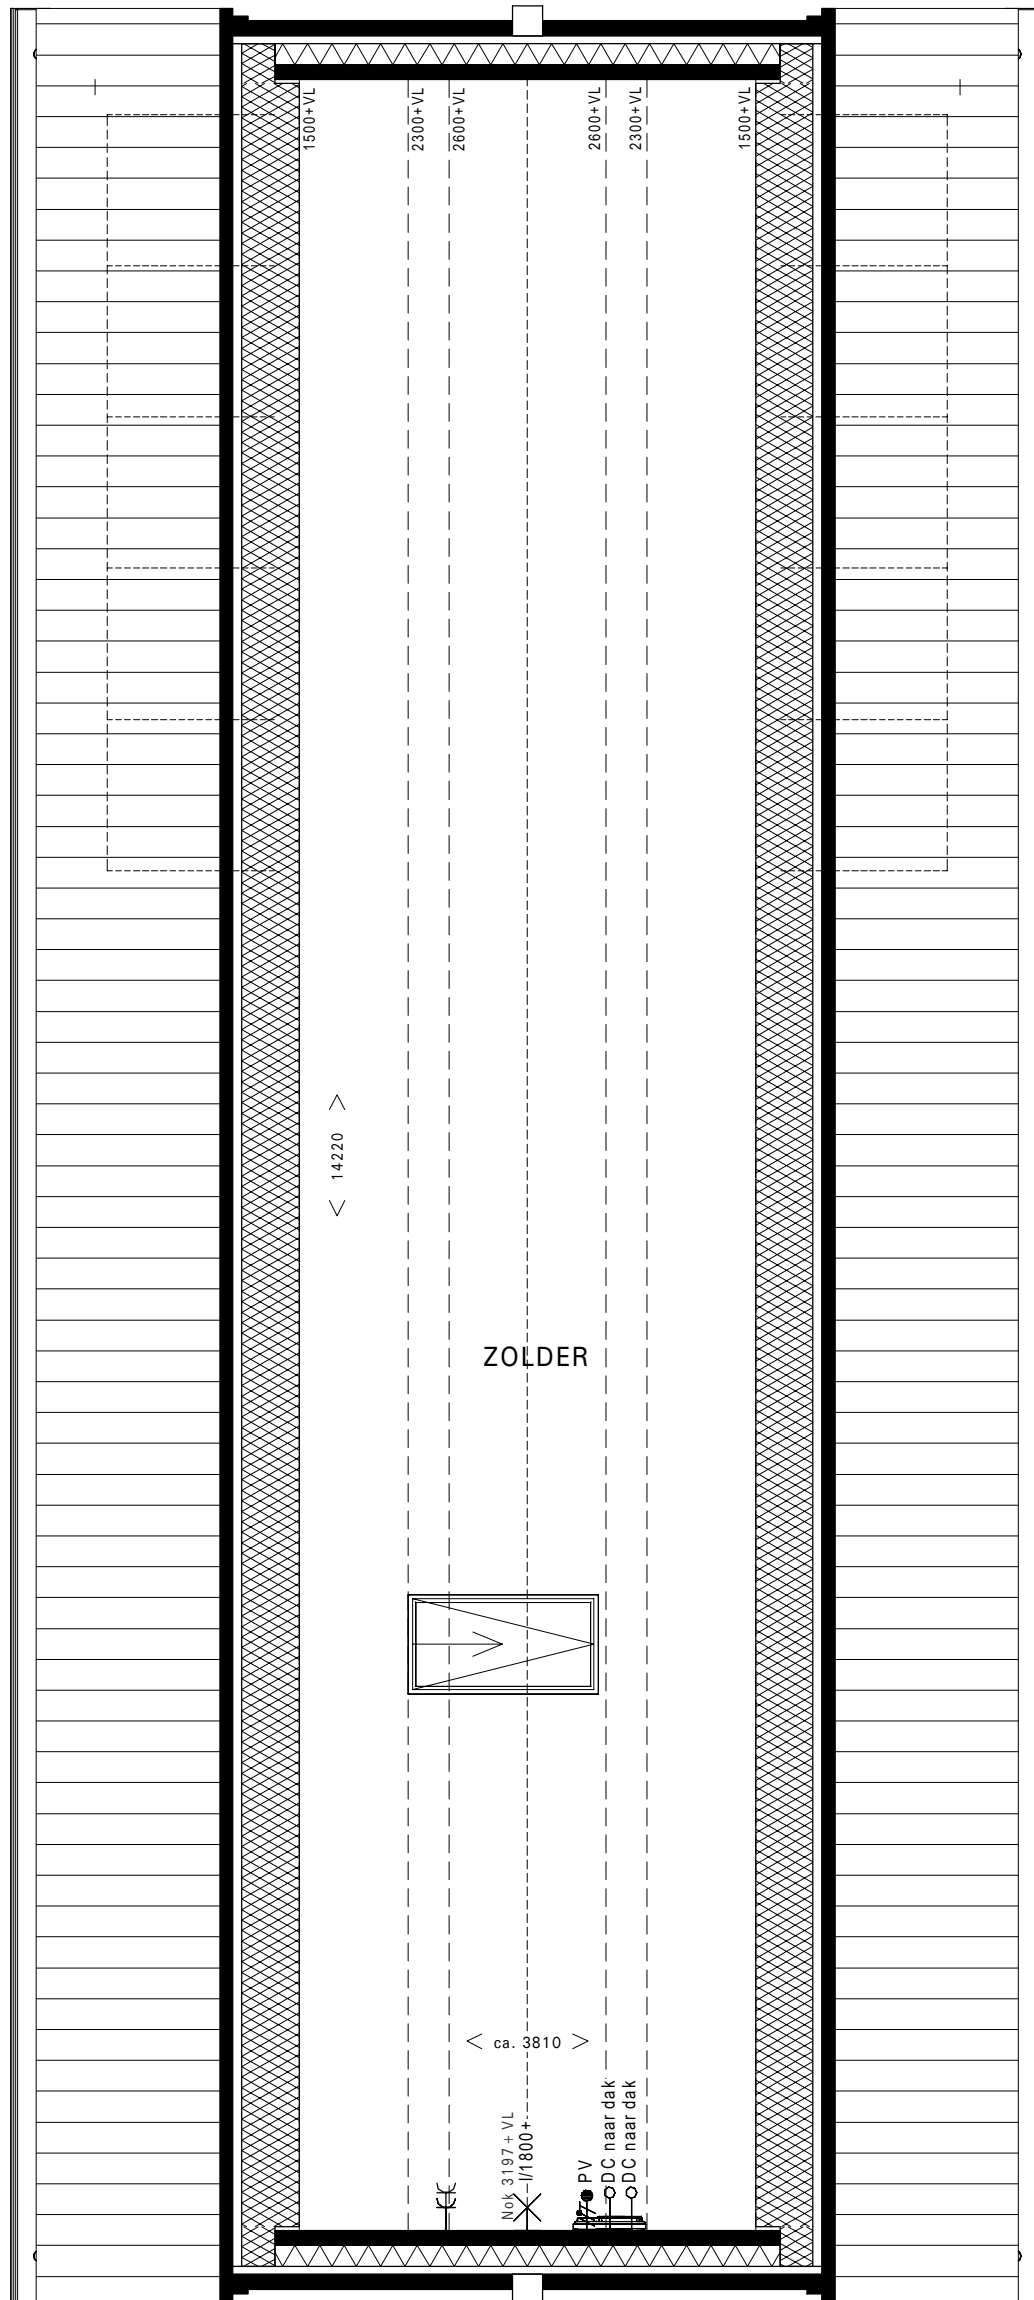 1500+VL
2300+VL
2600+VL
2600+VL
2300+VL
1500+VL
< 14220 >
ZOLDER
< ca. 3810 >
Nok 3197+ VL
I/1800+
PV
DC naar dak
DC naar dak